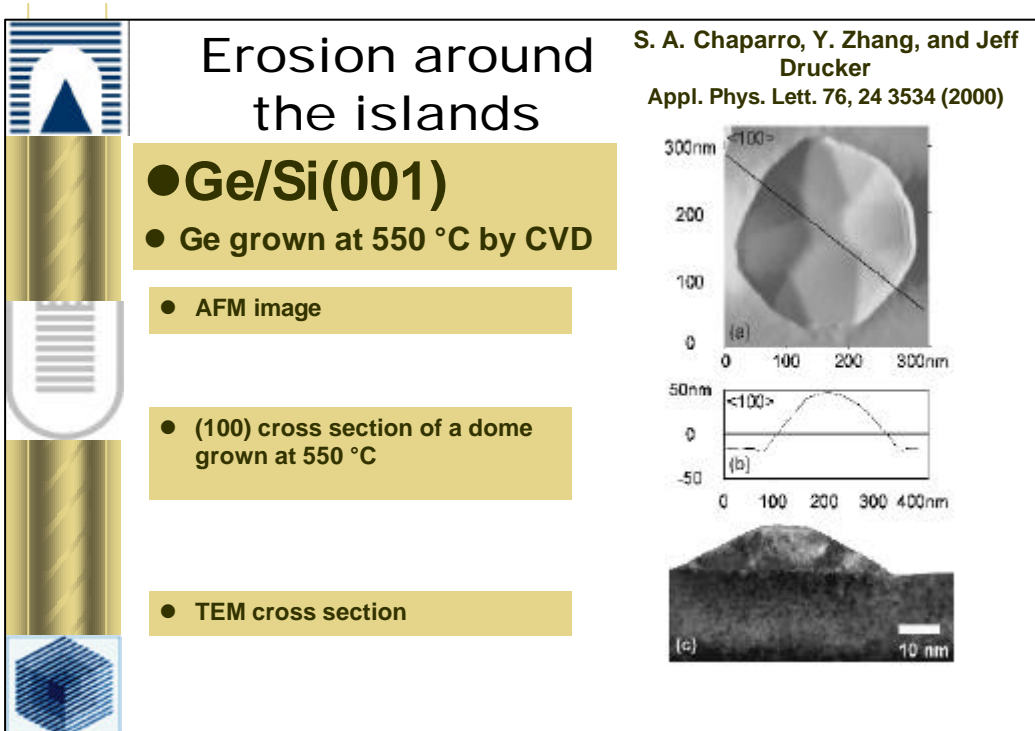 Erosion around
the islands
S. A. Chaparro, Y. Zhang, and Jeff
Drucker
Appl. Phys. Lett. 76, 24 3534 (2000)
●Ge/Si(001)
● Ge grown at 550 °C by CVD
● AFM image
● (100) cross section of a dome
grown at 550 °C
● TEM cross section
<100>
300nm
200
100
0
(a)
0 100 200 300nm
50nm
<100>
0
-50
(b)
0 100 200 300 400nm
(c)
10 nm